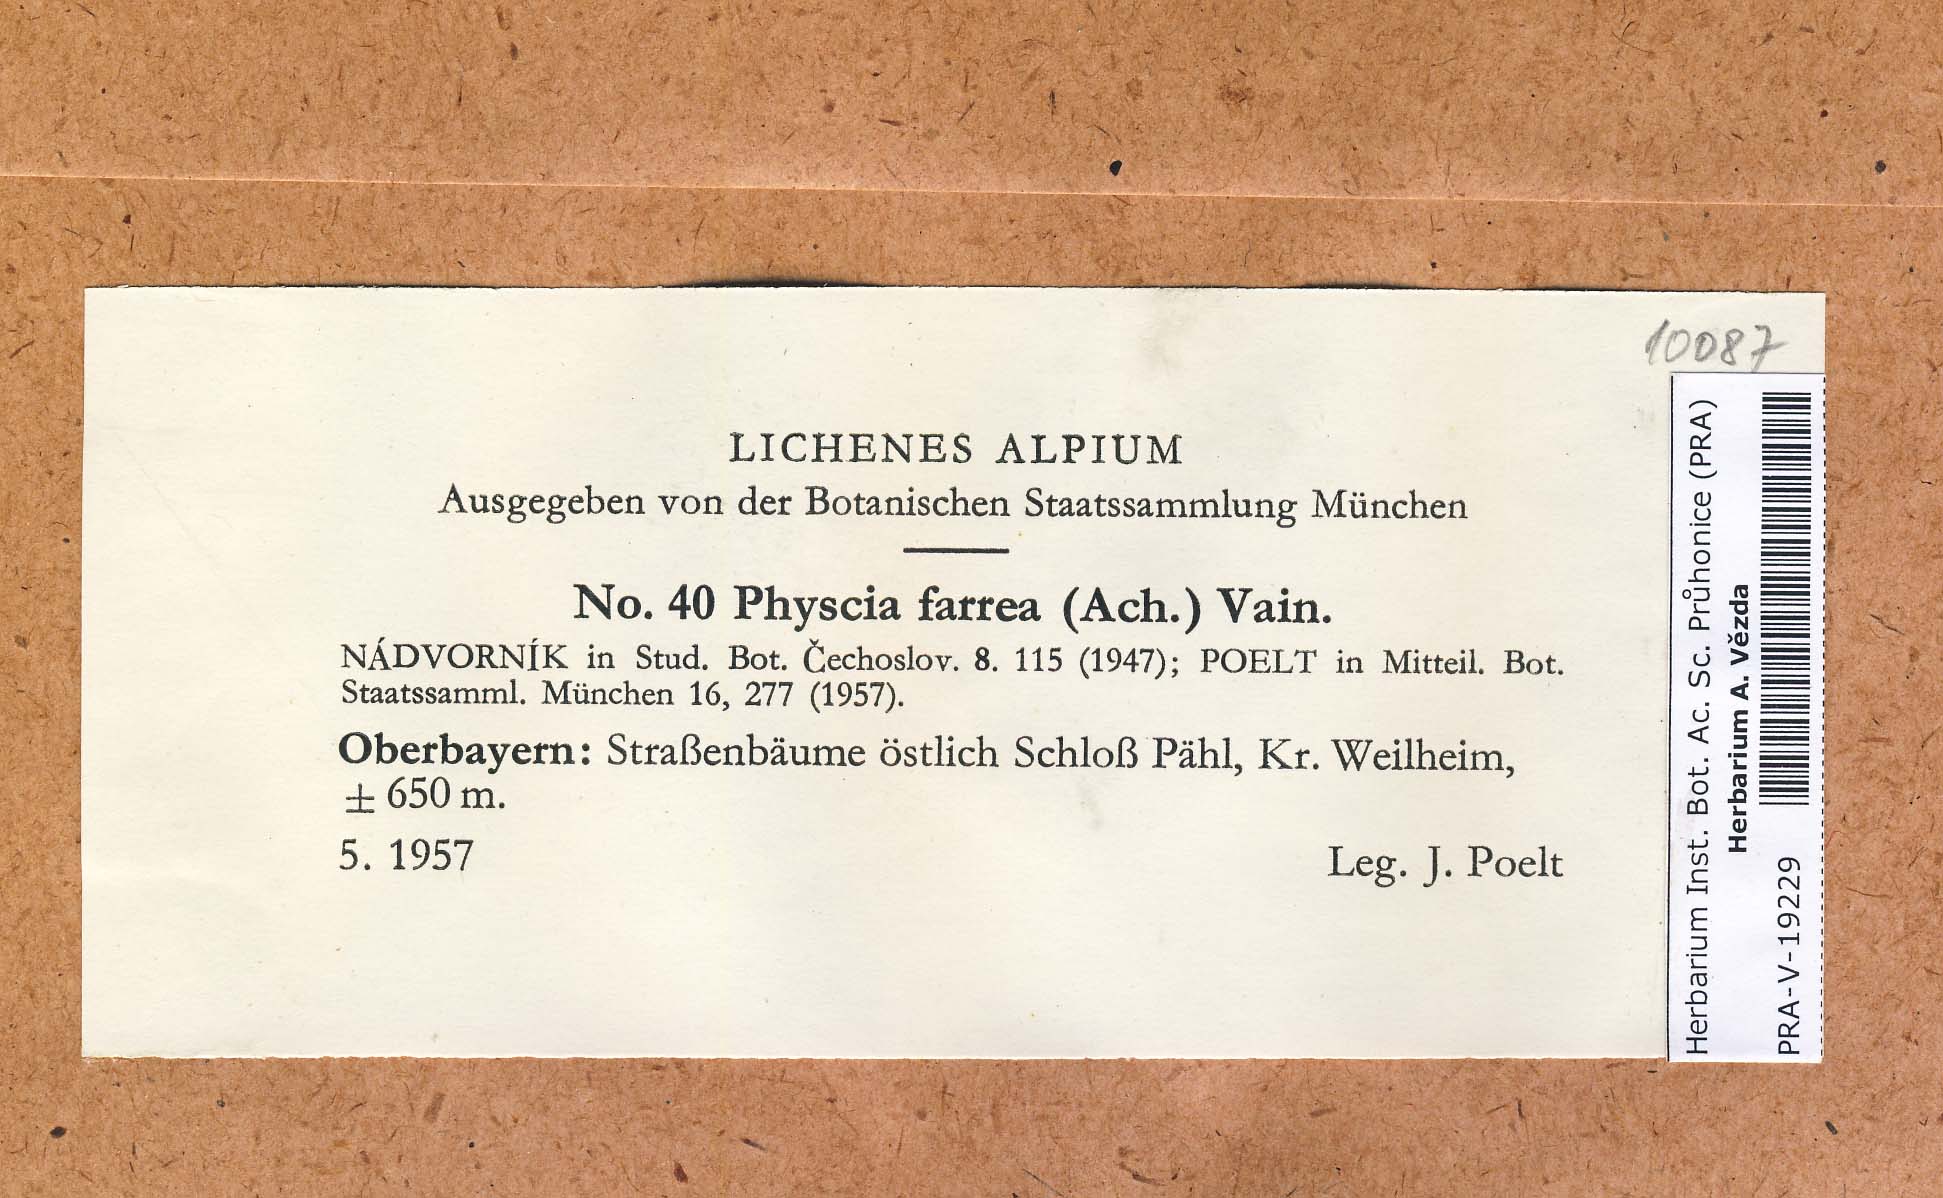 10087
LICHENES ALPIUM
Ausgegeben von der Botanischen Staatssammlung München
No. 40 Physcia farrea (Ach.) Vain.
NÁDVORNÍK in Stud. Bot. Čechoslov. 8. 115 (1947); POELT in Mitteil. Bot.
Staatssamml. München 16, 277 (1957).
Oberbayern: Straßenbäume östlich Schloß Pähl, Kr. Weilheim,
± 650 m.
5. 1957 Leg. J. Poelt
Herbarium Inst. Bot. Ac. Sc. Průhonice (PRA)
Herbarium A. Vězda
PRA-V-19229